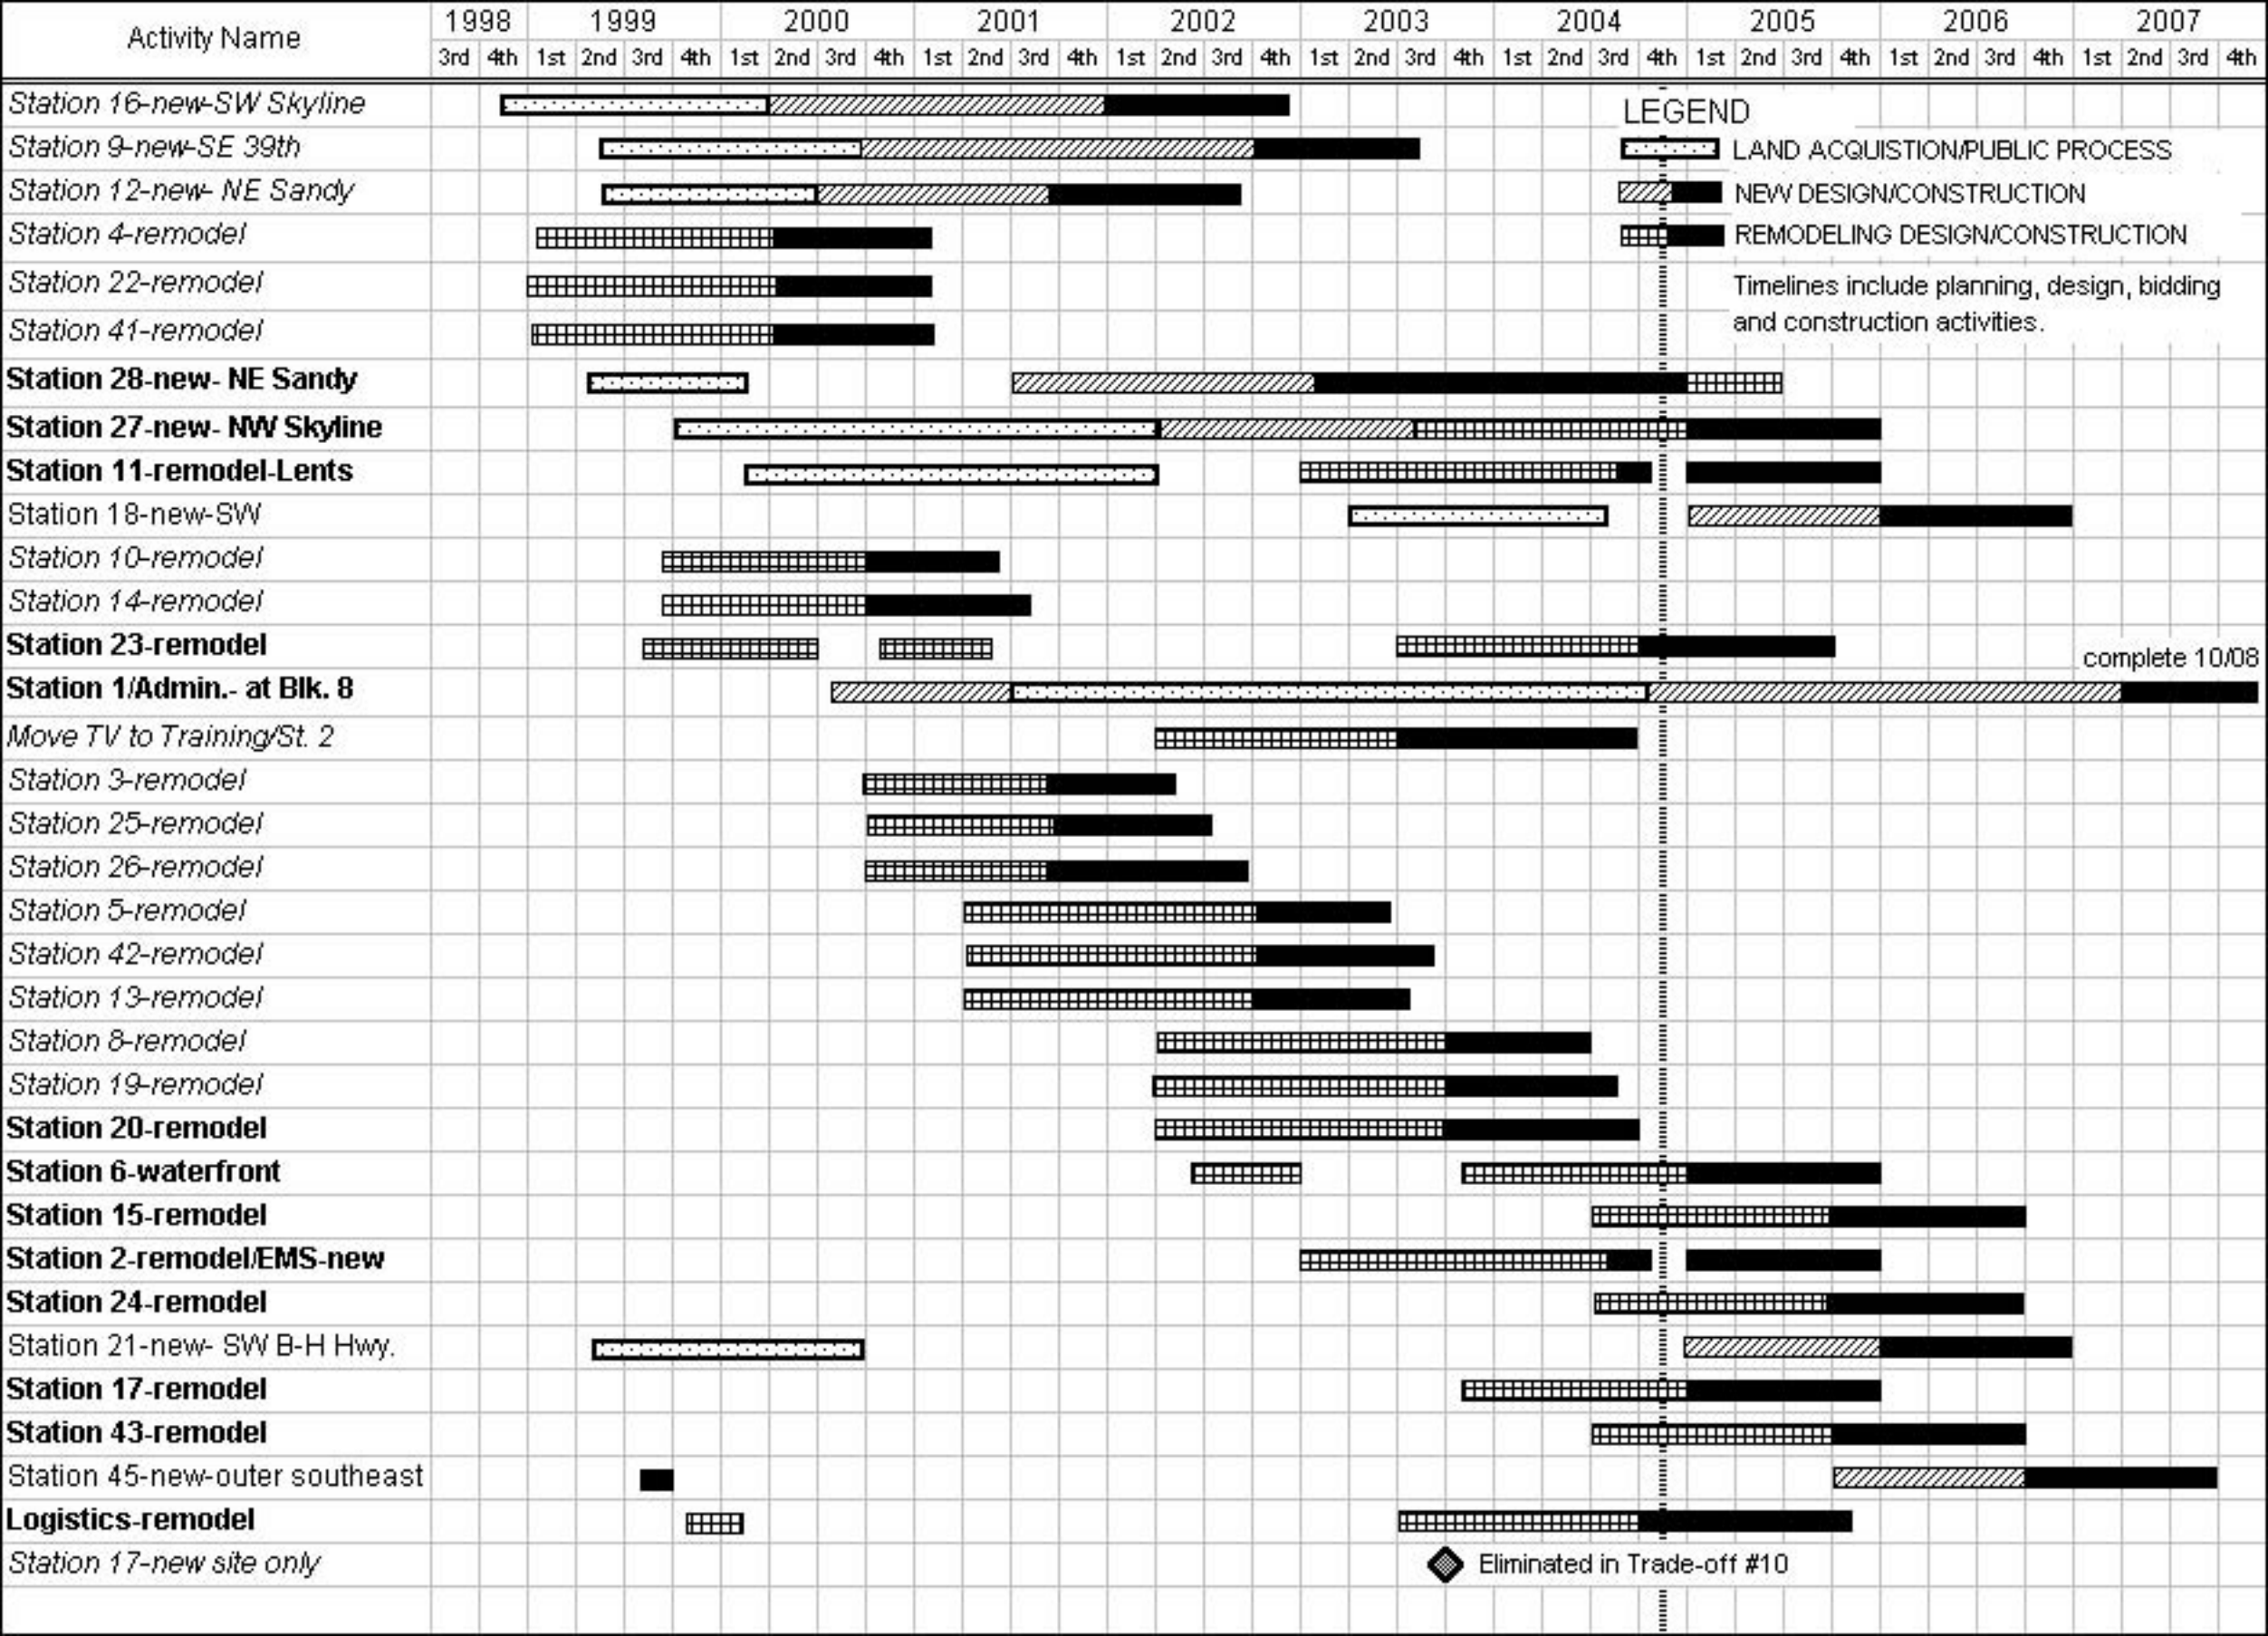 Activity Name
1998 1999 2000 2001 2002 2003 2004 2005 2006 2007
3rd 4th 1st 2nd 3rd 4th 1st 2nd 3rd 4th 1st 2nd 3rd 4th 1st 2nd 3rd 4th 1st 2nd 3rd 4th 1st 2nd 3rd 4th 1st 2nd 3rd 4th 1st 2nd 3rd 4th 1st 2nd 3rd 4th
Station 16-new-SW Skyline
LEGEND
Station 9-new-SE 39th
LAND ACQUISTION/PUBLIC PROCESS
Station 12-new- NE Sandy
NEW DESIGN/CONSTRUCTION
Station 4-remodel
REMODELING DESIGN/CONSTRUCTION
Station 22-remodel
Timelines include planning, design, bidding
and construction activities.
Station 41-remodel
Station 28-new- NE Sandy
Station 27-new- NW Skyline
Station 11-remodel-Lents
Station 18-new-SW
Station 10-remodel
Station 14-remodel
Station 23-remodel
complete 10/08
Station 1/Admin.- at Blk. 8
Move TV to Training/St. 2
Station 3-remodel
Station 25-remodel
Station 26-remodel
Station 5-remodel
Station 42-remodel
Station 13-remodel
Station 8-remodel
Station 19-remodel
Station 20-remodel
Station 6-waterfront
Station 15-remodel
Station 2-remodel/EMS-new
Station 24-remodel
Station 21-new- SW B-H Hwy.
Station 17-remodel
Station 43-remodel
Station 45-new-outer southeast
Logistics-remodel
Station 17-new site only
Eliminated in Trade-off #10